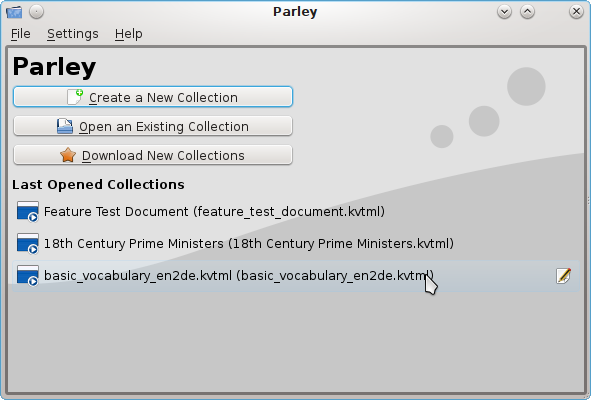 Parley
File Settings Help
Parley
Create a New Collection
Open an Existing Collection
Download New Collections
Last Opened Collections
Feature Test Document (feature_test_document.kvtml)
18th Century Prime Ministers (18th Century Prime Ministers.kvtml)
basic_vocabulary_en2de.kvtml (basic_vocabulary_en2de.kvtml)